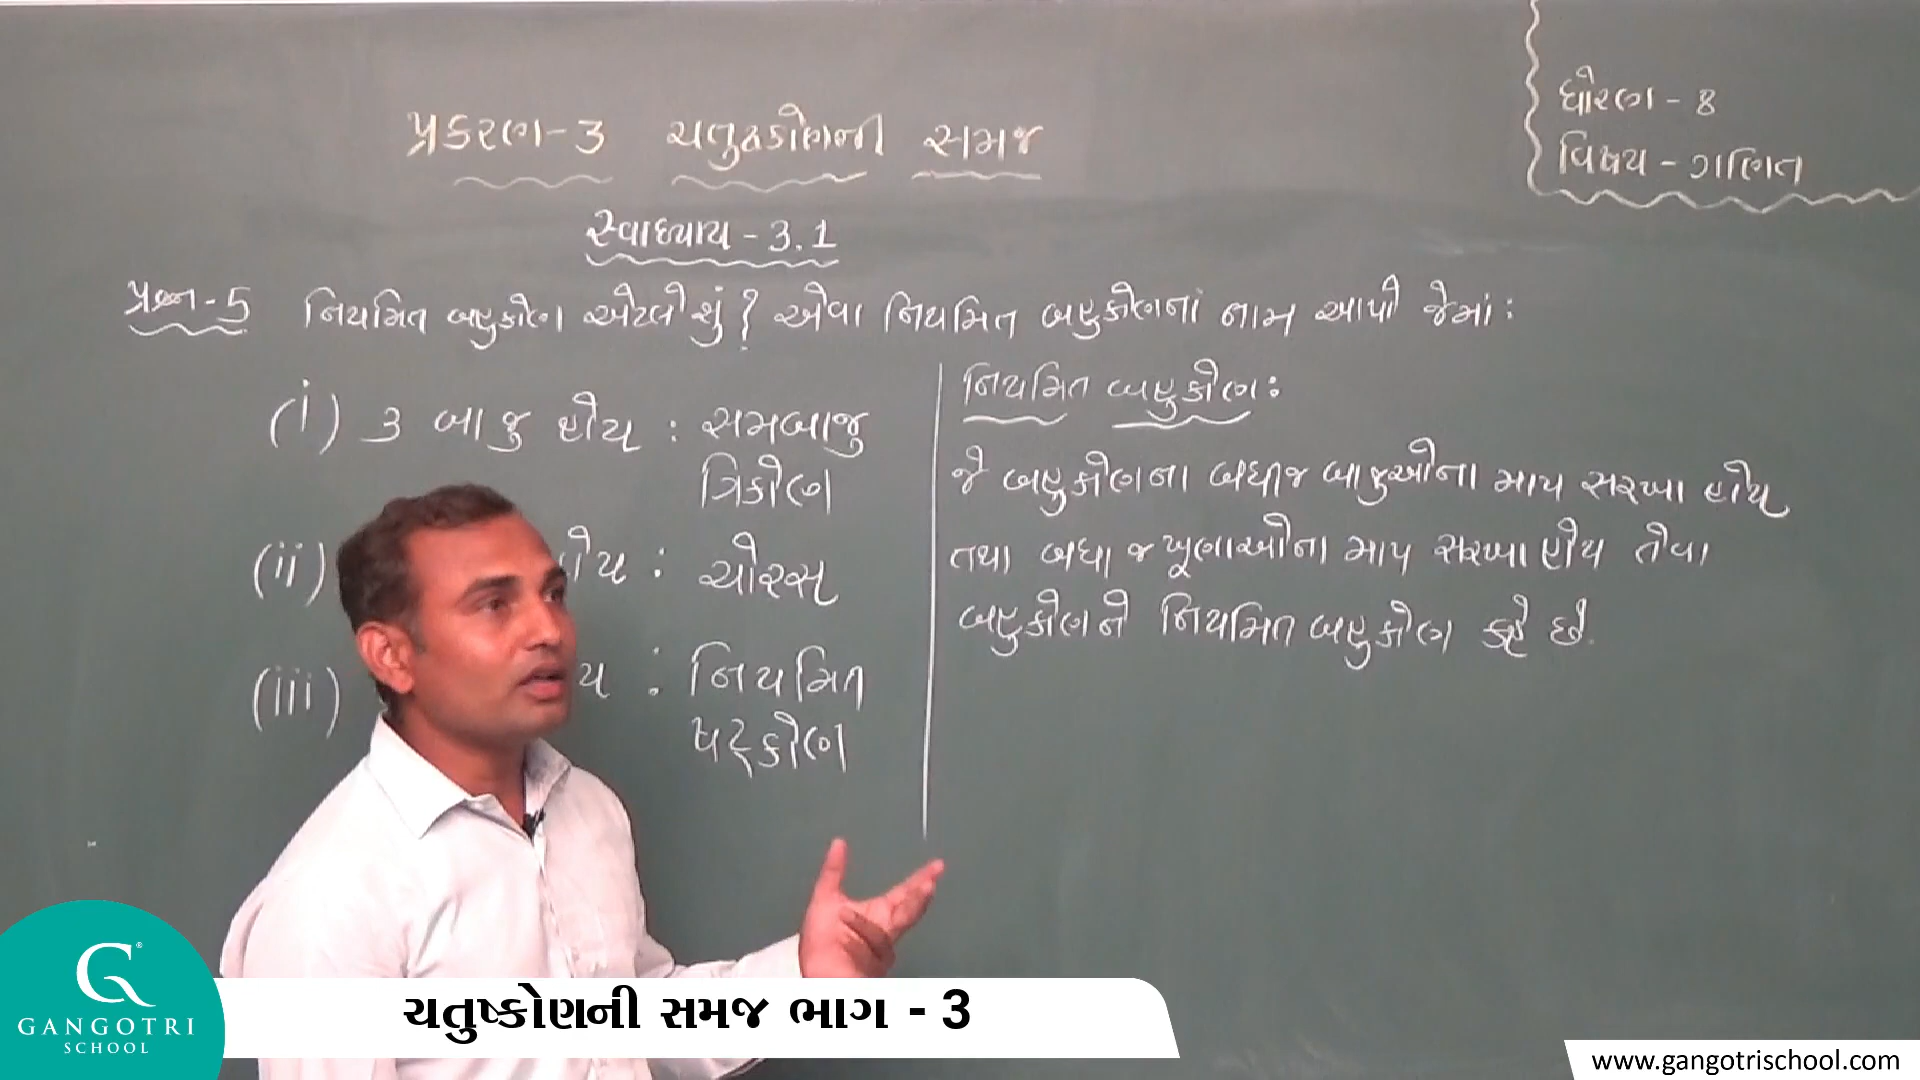 ધોરણ - 8
વિષય - ગણિત
પ્રકરણ-3 ચતુષ્કોણની સમજ
સ્વાધ્યાય - 3.1
પ્રશ્ન-5 નિયમિત બહુકોણ એટલે શું? એવા નિયમિત બહુકોણનાં નામ આપો જેમાં :
(i) 3 બાજુ હોય : સમબાજુ
ત્રિકોણ
(ii) હોય : ચોરસ
(iii) ય : નિયમિત
ષટ્કોણ
નિયમિત બહુકોણ :
જે બહુકોણના બધીજ બાજુઓના માપ સરખા હોય
તથા બધા જ ખૂણાઓના માપ સરખા હોય તેવા
બહુકોણને નિયમિત બહુકોણ કહે છે.
ચતુષ્કોણની સમજ ભાગ - 3
G
GANGOTRI
SCHOOL
www.gangotrischool.com